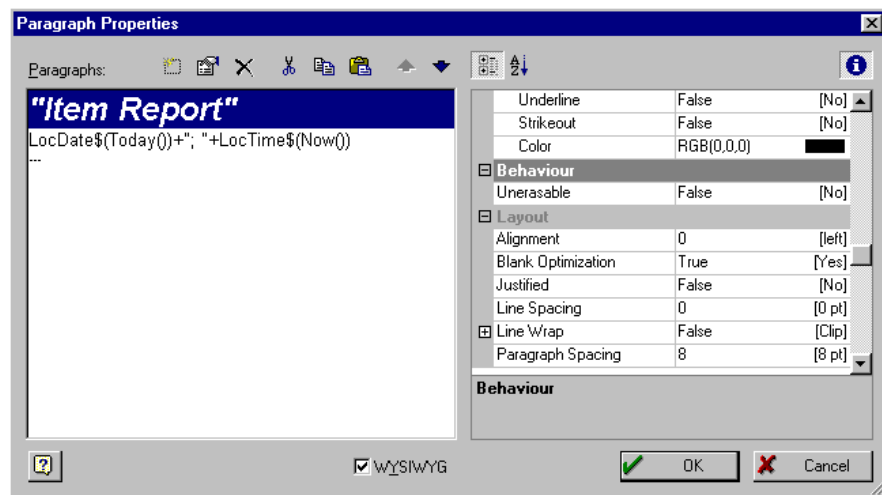 Paragraph Properties
Paragraphs:
"Item Report"
LocDate$(Today())+"; "+LocTime$(Now())
---
Underline False [No]
Strikeout False [No]
Color RGB(0,0,0)
Behaviour
Unerasable False [No]
Layout
Alignment 0 [left]
Blank Optimization True [Yes]
Justified False [No]
Line Spacing 0 [0 pt]
Line Wrap False [Clip]
Paragraph Spacing 8 [8 pt]
Behaviour
WYSIWYG
OK
Cancel